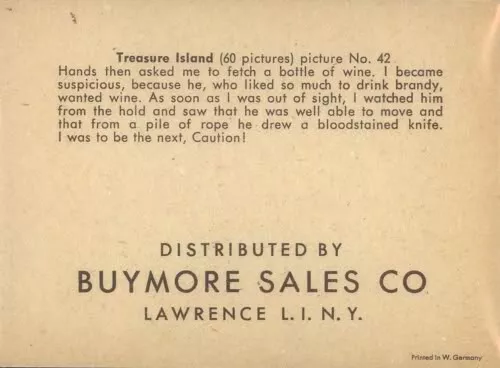 Treasure Island (60 pictures) picture No. 42
Hands then asked me to fetch a bottle of wine. I became
suspicious, because he, who liked so much to drink brandy,
wanted wine. As soon as I was out of sight, I watched him
from the hold and saw that he was well able to move and
that from a pile of rope he drew a bloodstained knife.
I was to be the next, Caution!
DISTRIBUTED BY
BUYMORE SALES CO
LAWRENCE L. I. N. Y.
Printed in W. Germany